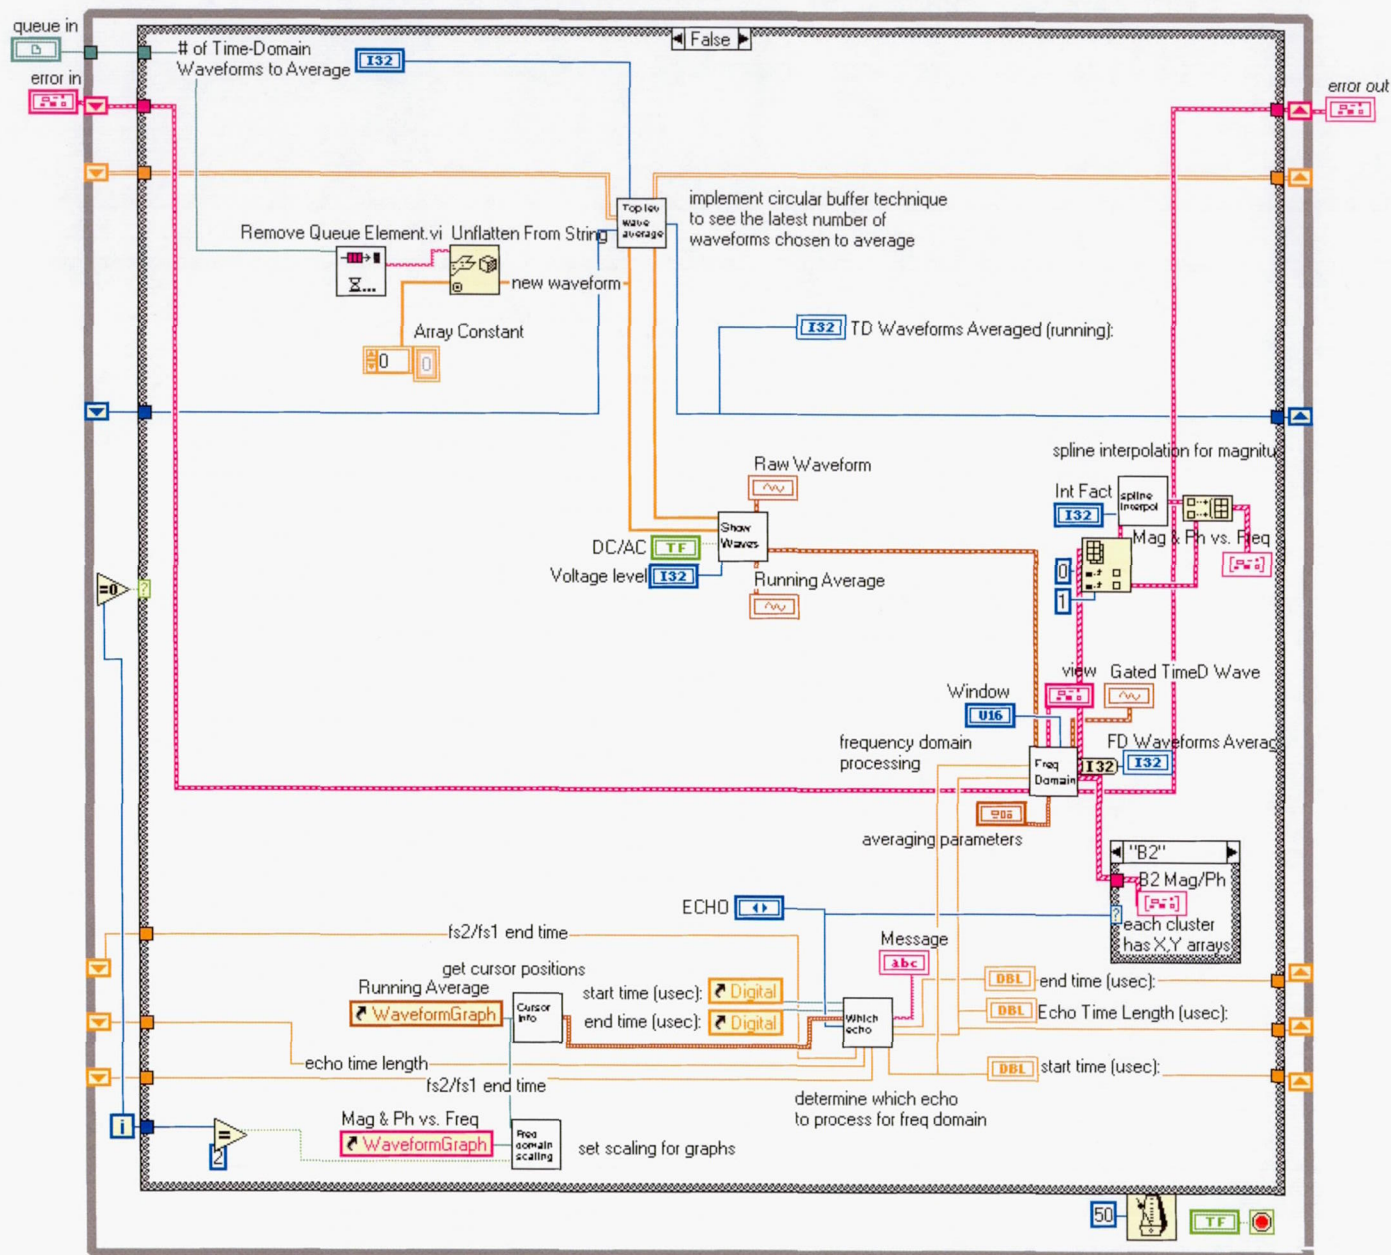 queue in
False
# of Time-Domain
Waveforms to Average
I32
error in
error out
Top lev
wave
average
implement circular buffer technique
to see the latest number of
waveforms chosen to average
Remove Queue Element.vi
Unflatten From String
new waveform
Array Constant
0
0
I32
TD Waveforms Averaged (running):
spline interpolation for magnitu
Raw Waveform
Int Fact
I32
spline
interpol
Show
Waves
DC/AC
TF
Mag & Ph vs. Freq
Voltage level
I32
Running Average
0
1
=0
?
view
Gated TimeD Wave
Window
U16
frequency domain
processing
FD Waveforms Averag
Freq
Domain
I32
I32
averaging parameters
"B2"
B2 Mag/Ph
ECHO
?
each cluster
has X,Y arrays
fs2/fs1 end time
Message
abc
get cursor positions
Running Average
WaveformGraph
Cursor
Info
start time (usec):
Digital
end time (usec):
Digital
Which
echo
DBL
end time (usec):
DBL
Echo Time Length (usec):
echo time length
DBL
start time (usec):
fs2/fs1 end time
determine which echo
to process for freq domain
i
=
2
Mag & Ph vs. Freq
WaveformGraph
Freq
domain
scaling
set scaling for graphs
50
TF